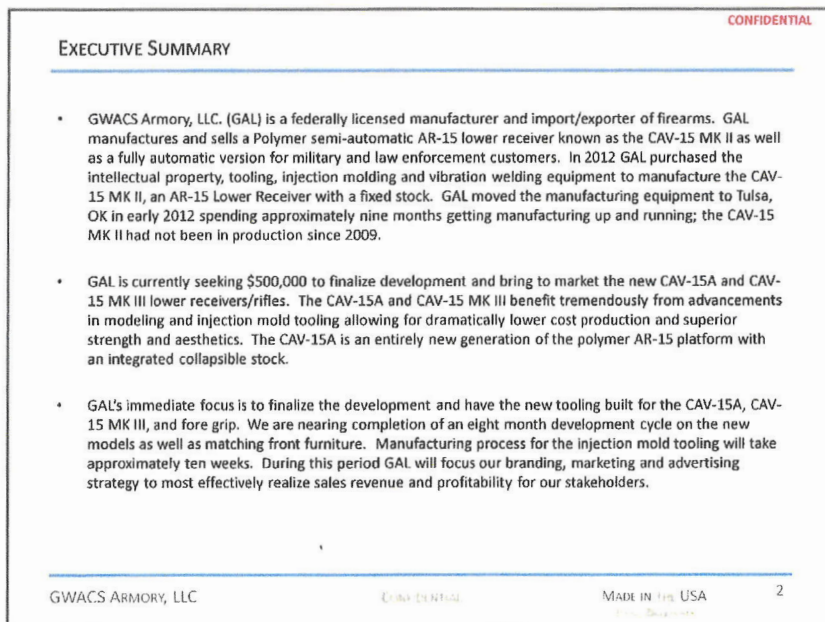 CONFIDENTIAL
EXECUTIVE SUMMARY
• GWACS Armory, LLC. (GAL) is a federally licensed manufacturer and import/exporter of firearms. GAL
manufactures and sells a Polymer semi-automatic AR-15 lower receiver known as the CAV-15 MK II as well
as a fully automatic version for military and law enforcement customers. In 2012 GAL purchased the
intellectual property, tooling, injection molding and vibration welding equipment to manufacture the CAV-
15 MK II, an AR-15 Lower Receiver with a fixed stock. GAL moved the manufacturing equipment to Tulsa,
OK in early 2012 spending approximately nine months getting manufacturing up and running; the CAV-15
MK II had not been in production since 2009.
• GAL is currently seeking $500,000 to finalize development and bring to market the new CAV-15A and CAV-
15 MK III lower receivers/rifles. The CAV-15A and CAV-15 MK III benefit tremendously from advancements
in modeling and injection mold tooling allowing for dramatically lower cost production and superior
strength and aesthetics. The CAV-15A is an entirely new generation of the polymer AR-15 platform with
an integrated collapsible stock.
• GAL's immediate focus is to finalize the development and have the new tooling built for the CAV-15A, CAV-
15 MK III, and fore grip. We are nearing completion of an eight month development cycle on the new
models as well as matching front furniture. Manufacturing process for the injection mold tooling will take
approximately ten weeks. During this period GAL will focus our branding, marketing and advertising
strategy to most effectively realize sales revenue and profitability for our stakeholders.
GWACS ARMORY, LLC CONFIDENTIAL MADE IN THE USA 2